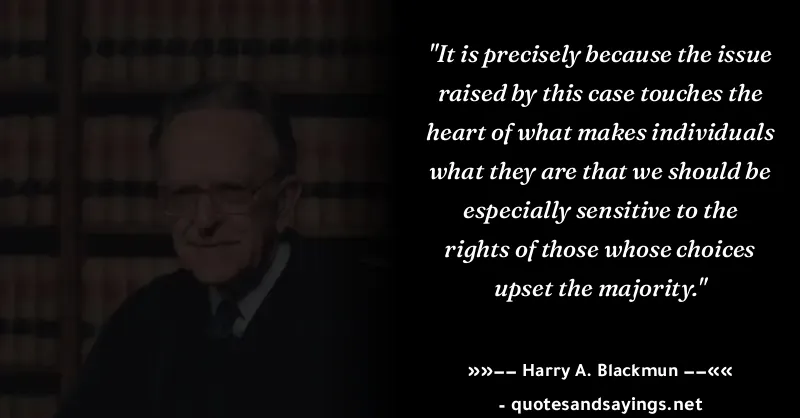 "It is precisely because the issue
raised by this case touches the
heart of what makes individuals
what they are that we should be
especially sensitive to the
rights of those whose choices
upset the majority."
»»−− Harry A. Blackmun −−««
- quotesandsayings.net